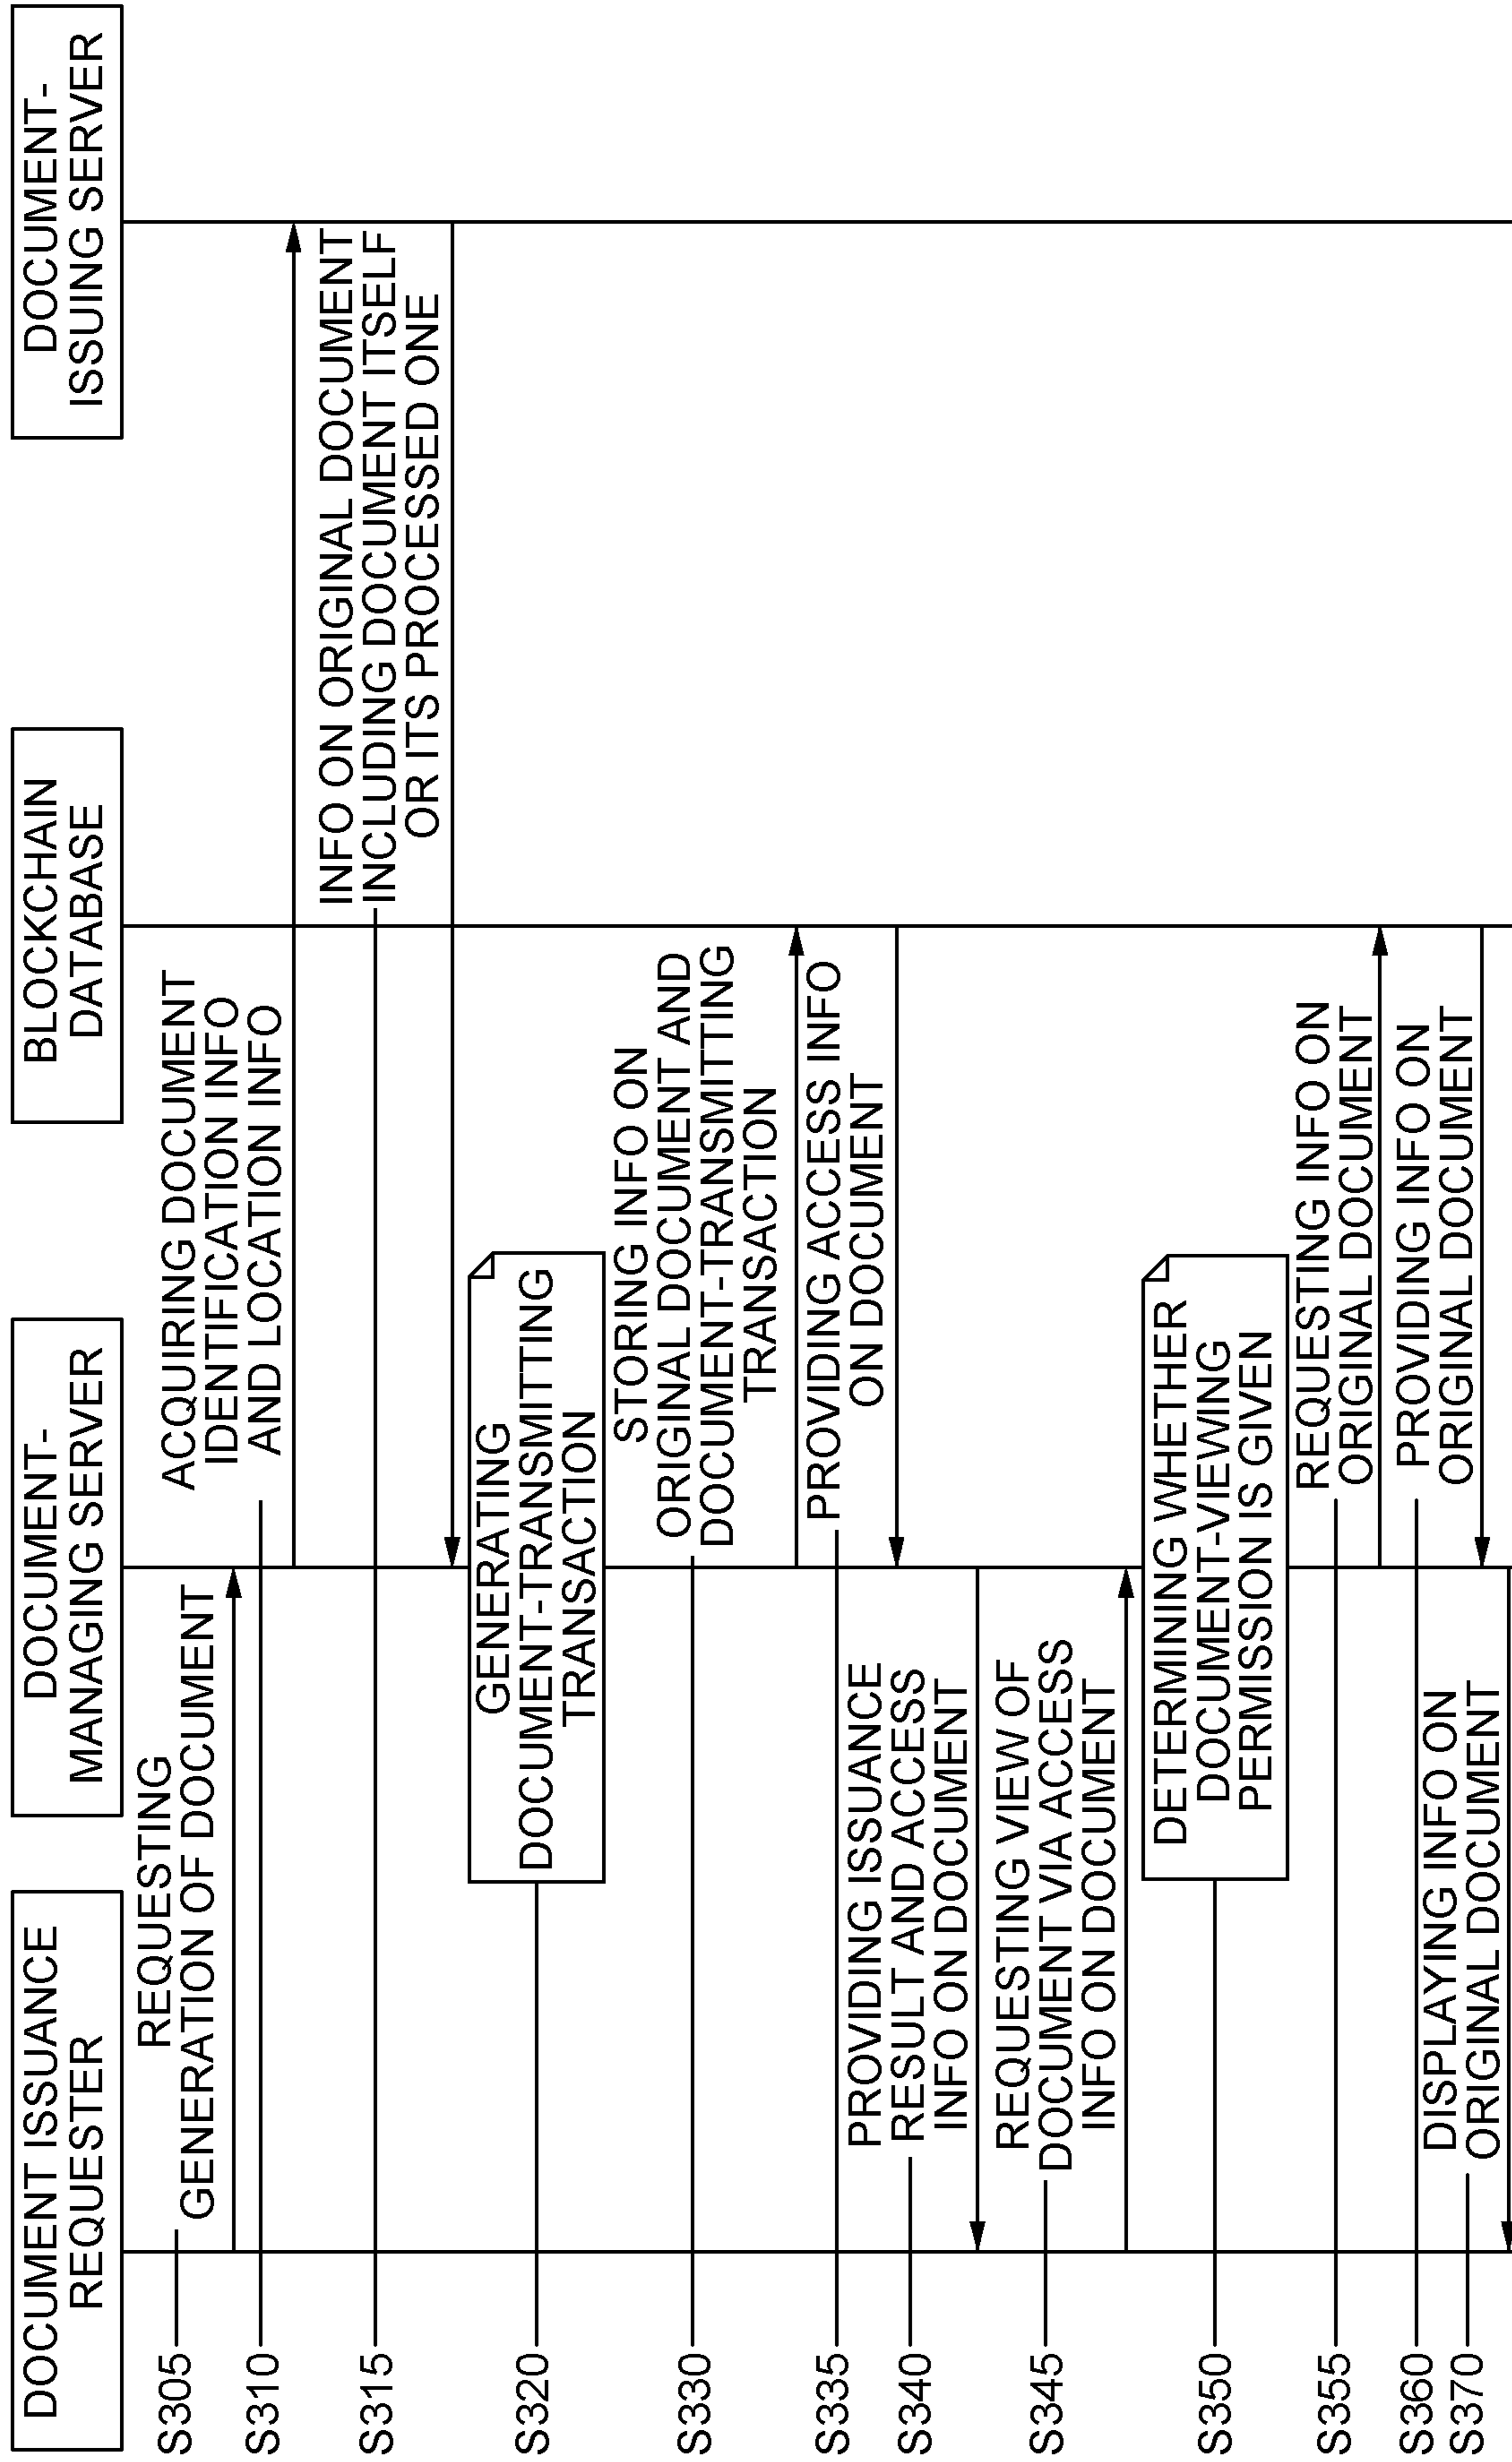 DOCUMENT ISSUANCE
REQUESTER
DOCUMENT-
MANAGING SERVER
BLOCKCHAIN
DATABASE
DOCUMENT-
ISSUING SERVER
S305
REQUESTING
GENERATION OF DOCUMENT
S310
ACQUIRING DOCUMENT
IDENTIFICATION INFO
AND LOCATION INFO
S315
INFO ON ORIGINAL DOCUMENT
INCLUDING DOCUMENT ITSELF
OR ITS PROCESSED ONE
S320
GENERATING
DOCUMENT-TRANSMITTING
TRANSACTION
S330
STORING INFO ON
ORIGINAL DOCUMENT AND
DOCUMENT-TRANSMITTING
TRANSACTION
S335
PROVIDING ACCESS INFO
ON DOCUMENT
S340
PROVIDING ISSUANCE
RESULT AND ACCESS
INFO ON DOCUMENT
S345
REQUESTING VIEW OF
DOCUMENT VIA ACCESS
INFO ON DOCUMENT
S350
DETERMINING WHETHER
DOCUMENT-VIEWING
PERMISSION IS GIVEN
S355
REQUESTING INFO ON
ORIGINAL DOCUMENT
S360
PROVIDING INFO ON
ORIGINAL DOCUMENT
S370
DISPLAYING INFO ON
ORIGINAL DOCUMENT